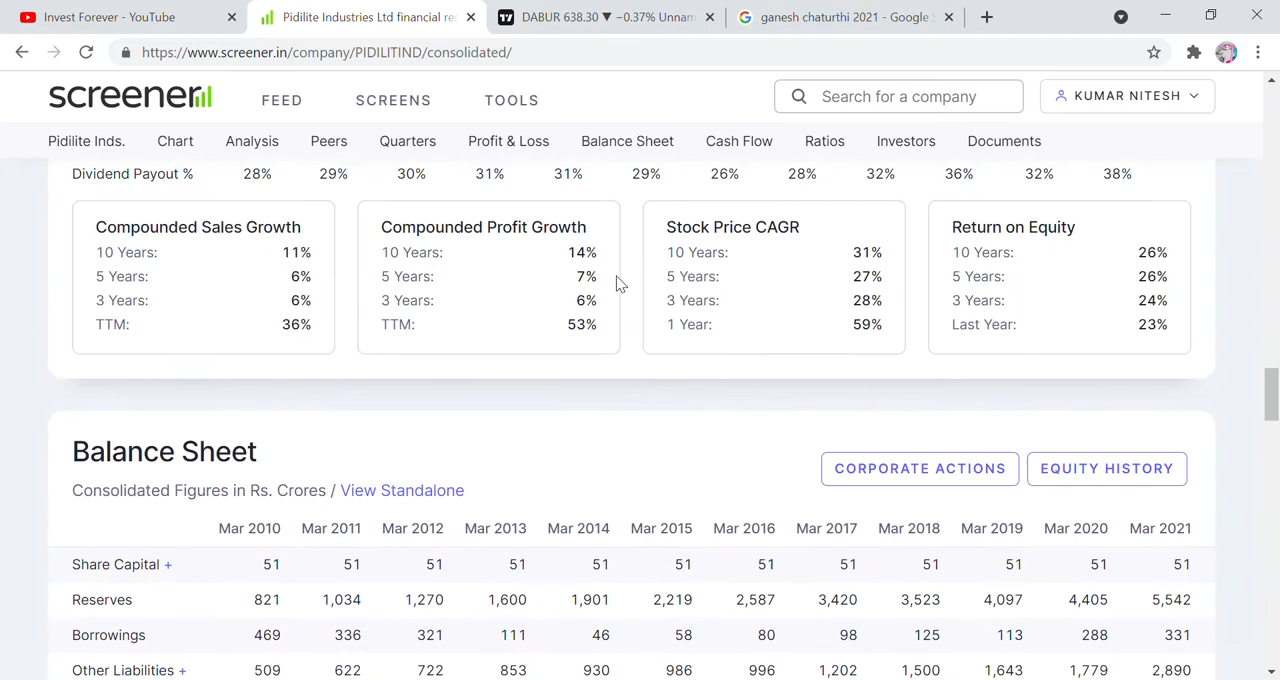 Invest Forever - YouTube
Pidilite Industries Ltd financial res
DABUR 638.30 ▼ −0.37% Unnam
ganesh chaturthi 2021 - Google S
https://www.screener.in/company/PIDILITIND/consolidated/
screener
FEED SCREENS TOOLS
Search for a company
KUMAR NITESH
Pidilite Inds. Chart Analysis Peers Quarters Profit & Loss Balance Sheet Cash Flow Ratios Investors Documents
Dividend Payout % 28% 29% 30% 31% 31% 29% 26% 28% 32% 36% 32% 38%
Compounded Sales Growth
10 Years: 11%
5 Years: 6%
3 Years: 6%
TTM: 36%
Compounded Profit Growth
10 Years: 14%
5 Years: 7%
3 Years: 6%
TTM: 53%
Stock Price CAGR
10 Years: 31%
5 Years: 27%
3 Years: 28%
1 Year: 59%
Return on Equity
10 Years: 26%
5 Years: 26%
3 Years: 24%
Last Year: 23%
Balance Sheet
CORPORATE ACTIONS
EQUITY HISTORY
Consolidated Figures in Rs. Crores / View Standalone
Mar 2010 Mar 2011 Mar 2012 Mar 2013 Mar 2014 Mar 2015 Mar 2016 Mar 2017 Mar 2018 Mar 2019 Mar 2020 Mar 2021
Share Capital + 51 51 51 51 51 51 51 51 51 51 51 51
Reserves 821 1,034 1,270 1,600 1,901 2,219 2,587 3,420 3,523 4,097 4,405 5,542
Borrowings 469 336 321 111 46 58 80 98 125 113 288 331
Other Liabilities + 509 622 722 853 930 986 996 1,202 1,500 1,643 1,779 2,890